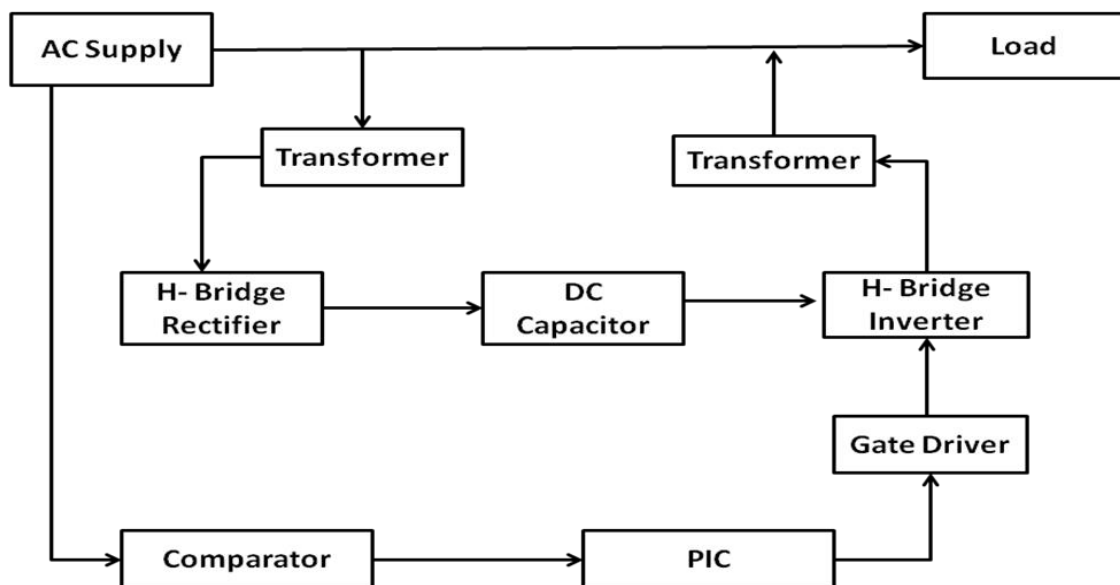 AC Supply
Load
Transformer
Transformer
H- Bridge
Rectifier
DC
Capacitor
H- Bridge
Inverter
Gate Driver
Comparator
PIC